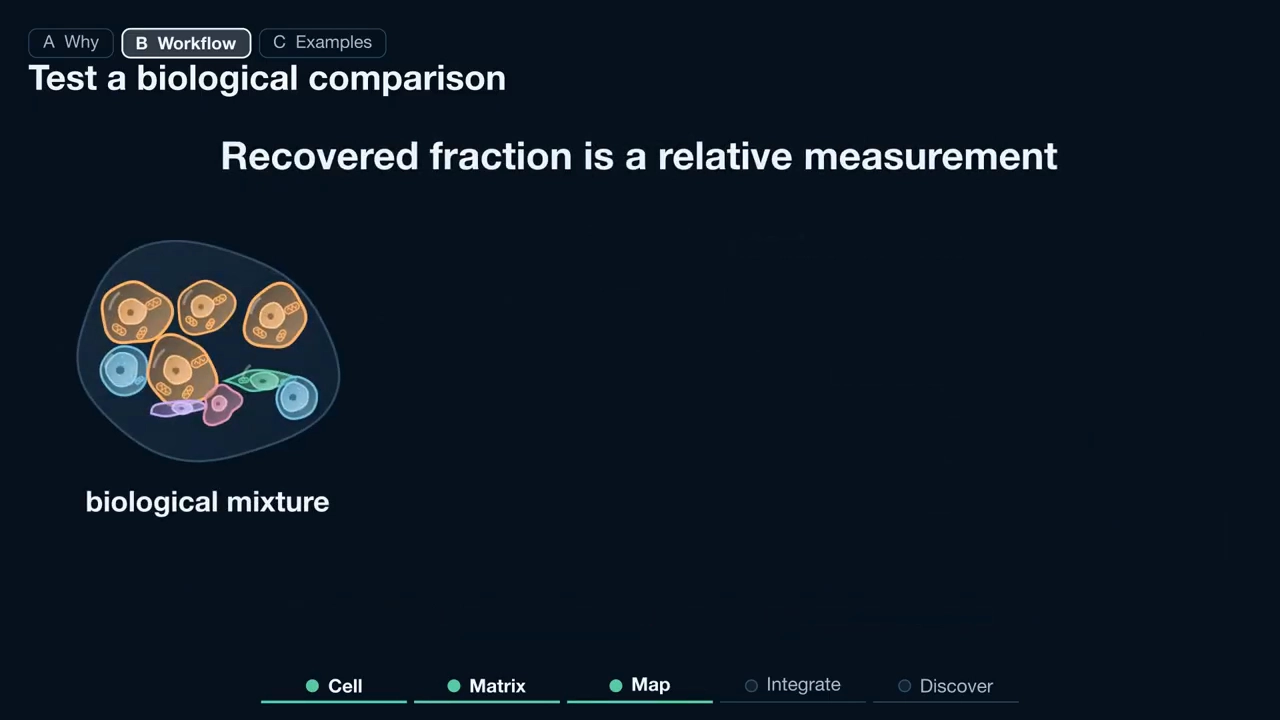 A Why
B Workflow
C Examples
Test a biological comparison
Recovered fraction is a relative measurement
biological mixture
Cell
Matrix
Map
Integrate
Discover